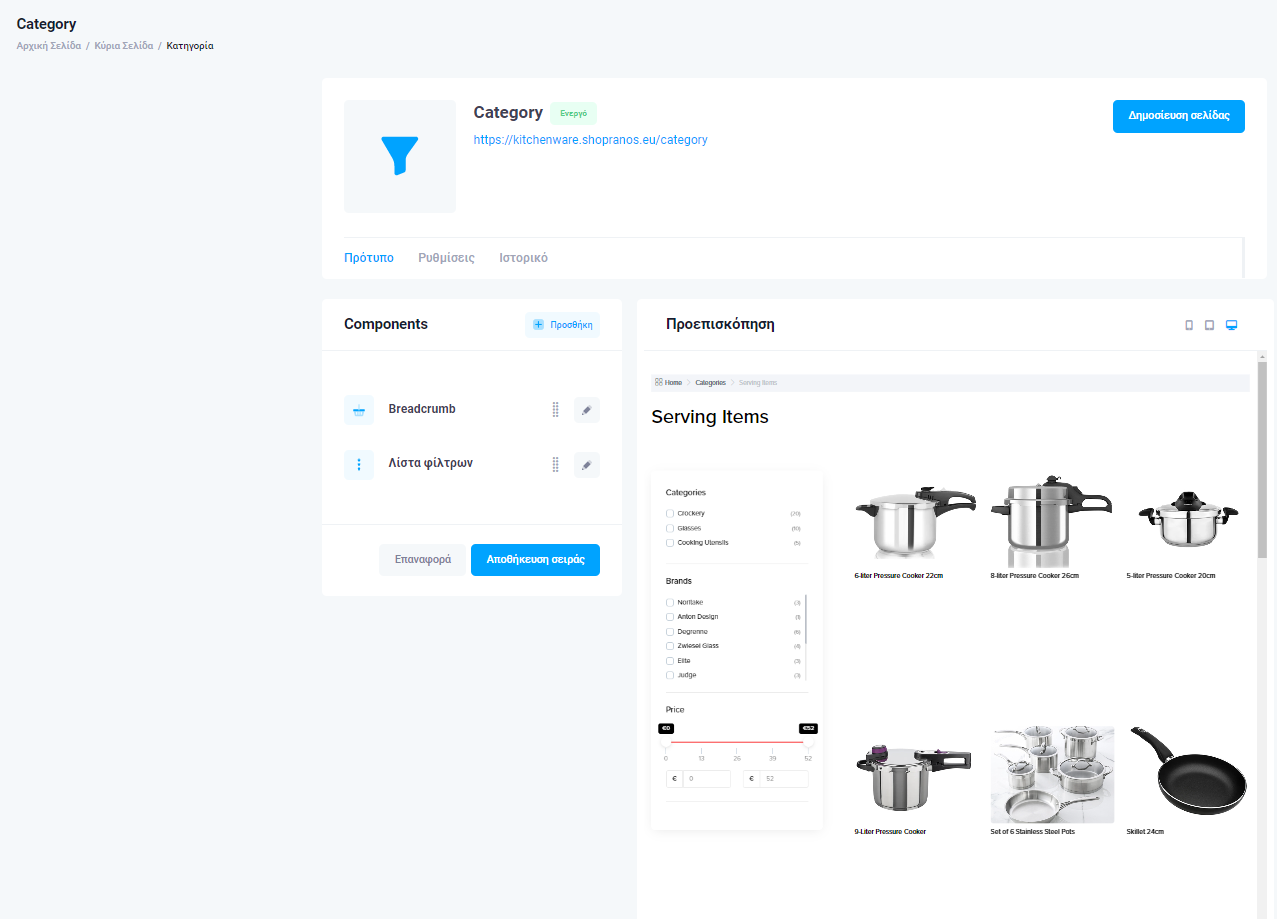 Category
Αρχική Σελίδα / Κύρια Σελίδα / Κατηγορία
Category Ενεργό
Δημοσίευση σελίδας
https://kitchenware.shopranos.eu/category
Πρότυπο Ρυθμίσεις Ιστορικό
Components Προσθήκη
Breadcrumb
Λίστα φίλτρων
Επαναφορά Αποθήκευση σειράς
Προεπισκόπηση
Home Categories Serving Items
Serving Items
Categories
Crockery (20)
Glasses (10)
Cooking Utensils (5)
Brands
Noritake (3)
Anton Design (1)
Degrenne (6)
Zwiesel Glass (4)
Elite (3)
Judge (3)
Price
€0 €52
0 13 26 39 52
€ 0 € 52
6-liter Pressure Cooker 22cm
8-liter Pressure Cooker 26cm
5-liter Pressure Cooker 20cm
9-Liter Pressure Cooker
Set of 6 Stainless Steel Pots
Skillet 24cm